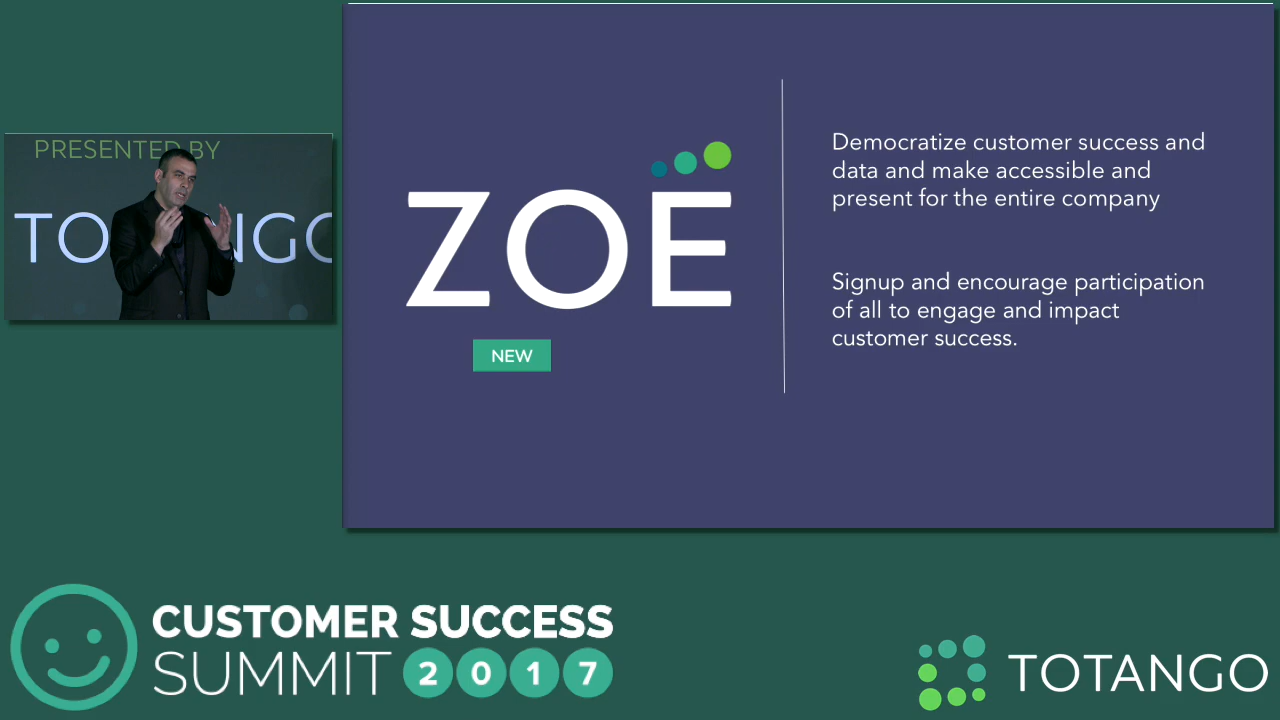 PRESENTED BY
TOTANGO
ZOE
NEW
Democratize customer success and
data and make accessible and
present for the entire company
Signup and encourage participation
of all to engage and impact
customer success.
CUSTOMER SUCCESS
SUMMIT 2017
TOTANGO